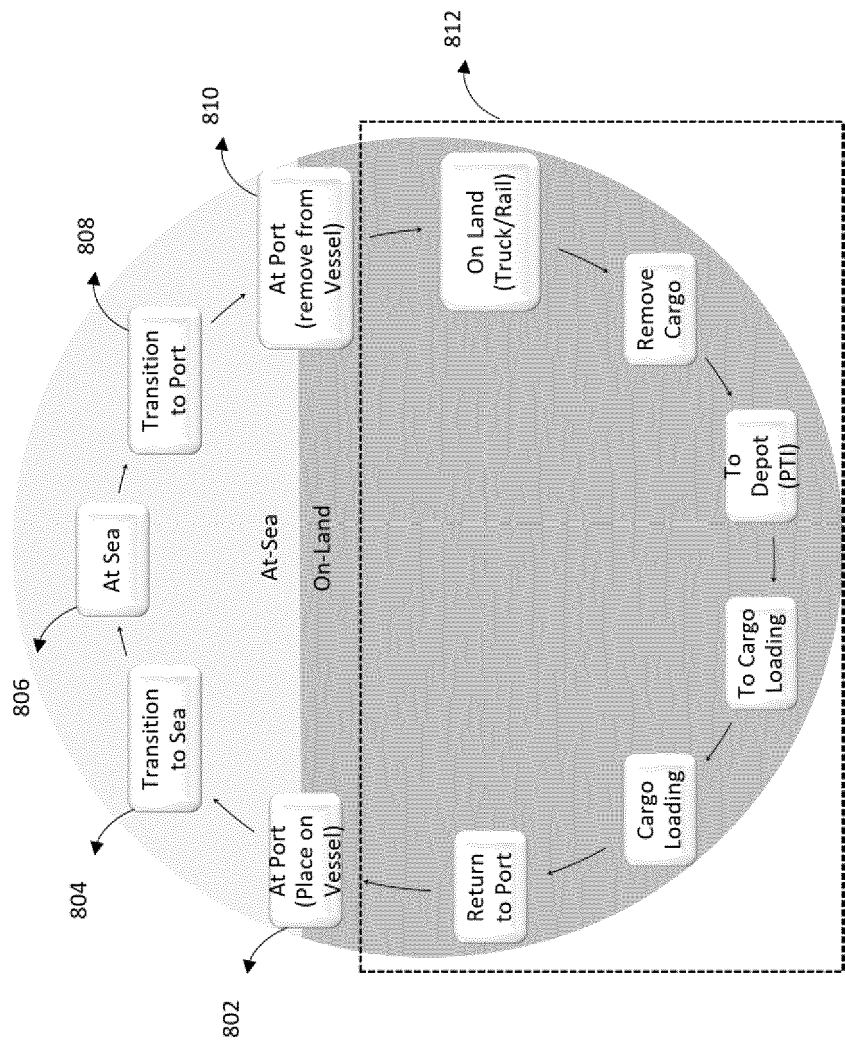 802
804
806
808
810
812
At Port
(Place on
Vessel)
Transition
to Sea
At Sea
Transition
to Port
At Port
(remove from
Vessel)
At-Sea
On-Land
On Land
(Truck/Rail)
Remove
Cargo
To
Depot
(PTI)
To Cargo
Loading
Cargo
Loading
Return
to Port